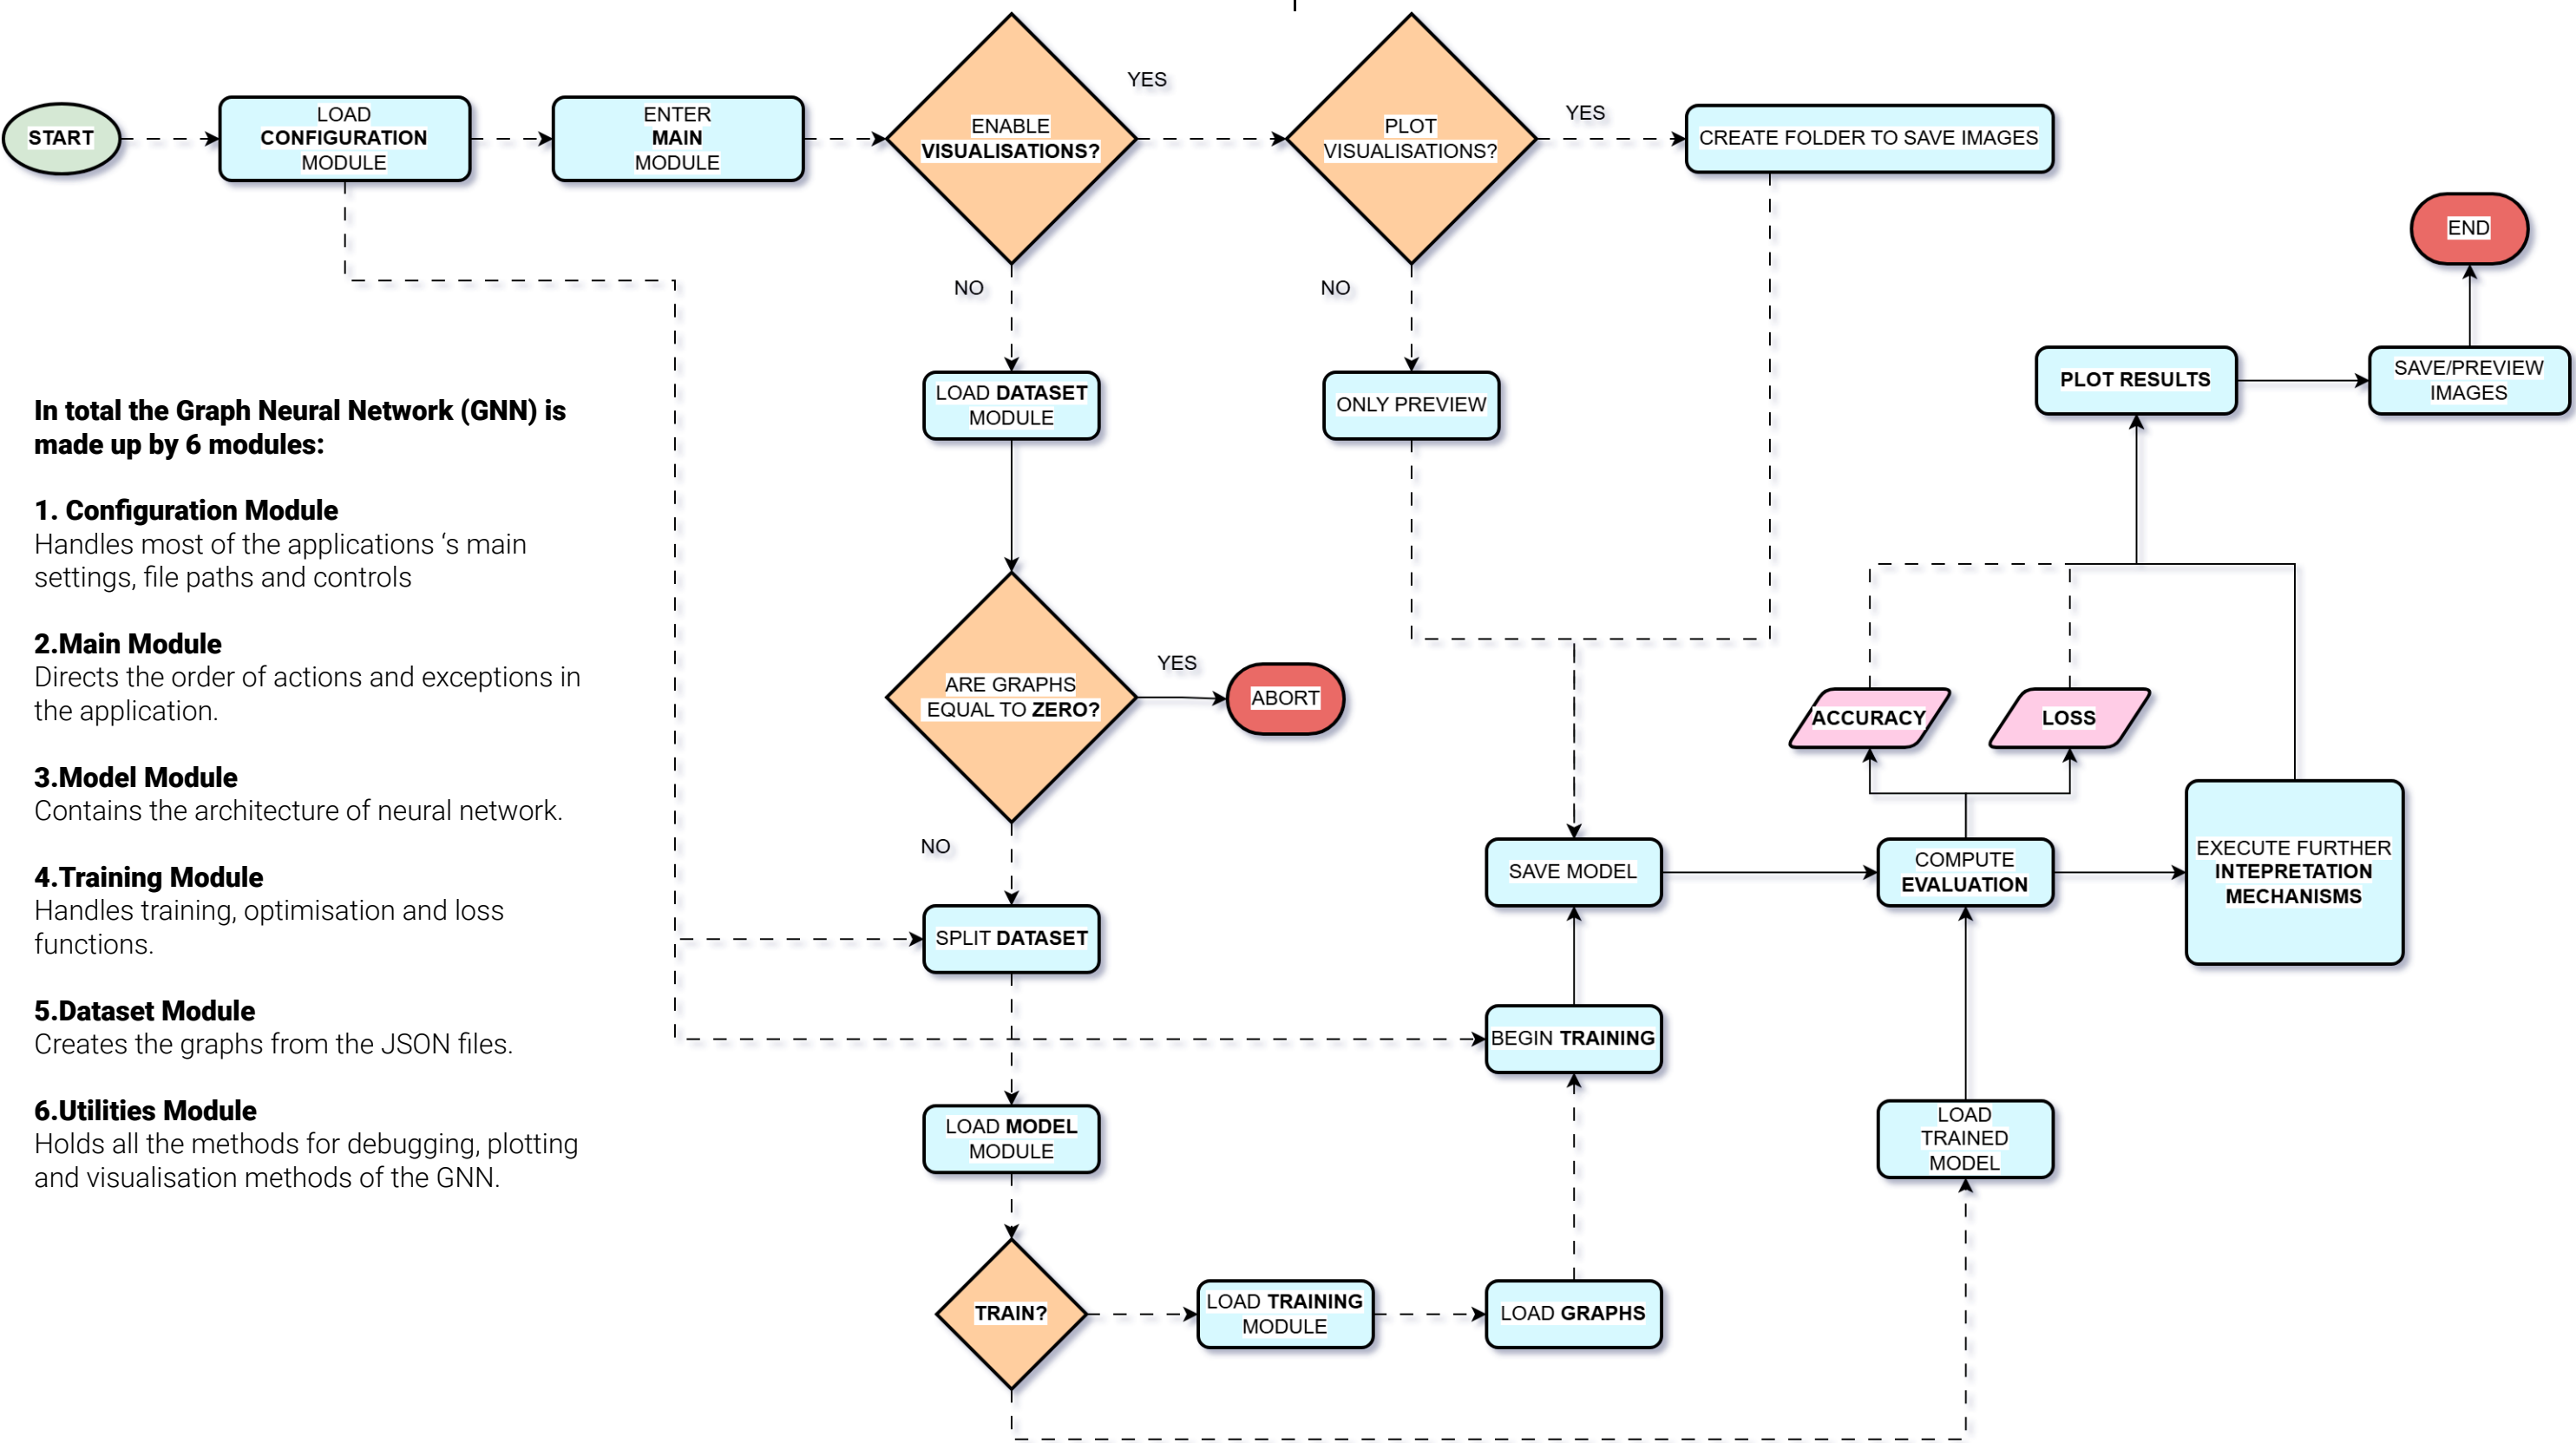 START
LOAD
CONFIGURATION
MODULE
ENTER
MAIN
MODULE
ENABLE
VISUALISATIONS?
YES
NO
PLOT
VISUALISATIONS?
YES
NO
CREATE FOLDER TO SAVE IMAGES
END
LOAD DATASET
MODULE
ONLY PREVIEW
PLOT RESULTS
SAVE/PREVIEW
IMAGES
In total the Graph Neural Network (GNN) is
made up by 6 modules:
1. Configuration Module
Handles most of the applications ‘s main
settings, file paths and controls
2.Main Module
Directs the order of actions and exceptions in
the application.
3.Model Module
Contains the architecture of neural network.
4.Training Module
Handles training, optimisation and loss
functions.
5.Dataset Module
Creates the graphs from the JSON files.
6.Utilities Module
Holds all the methods for debugging, plotting
and visualisation methods of the GNN.
ARE GRAPHS
EQUAL TO ZERO?
YES
ABORT
NO
ACCURACY
LOSS
SAVE MODEL
COMPUTE
EVALUATION
EXECUTE FURTHER
INTEPRETATION
MECHANISMS
SPLIT DATASET
BEGIN TRAINING
LOAD MODEL
MODULE
LOAD
TRAINED
MODEL
TRAIN?
LOAD TRAINING
MODULE
LOAD GRAPHS